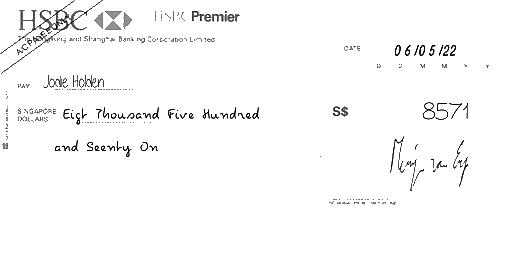 HSBC HSBC Premier
The Hongkong and Shanghai Banking Corporation Limited
A/C PAYEE ONLY
DATE 06/05/22
D D M M Y Y
PAY Jodie Holden
SINGAPORE DOLLARS Eigt Thousand Five Hundred
and Seenty On
S$ 8571